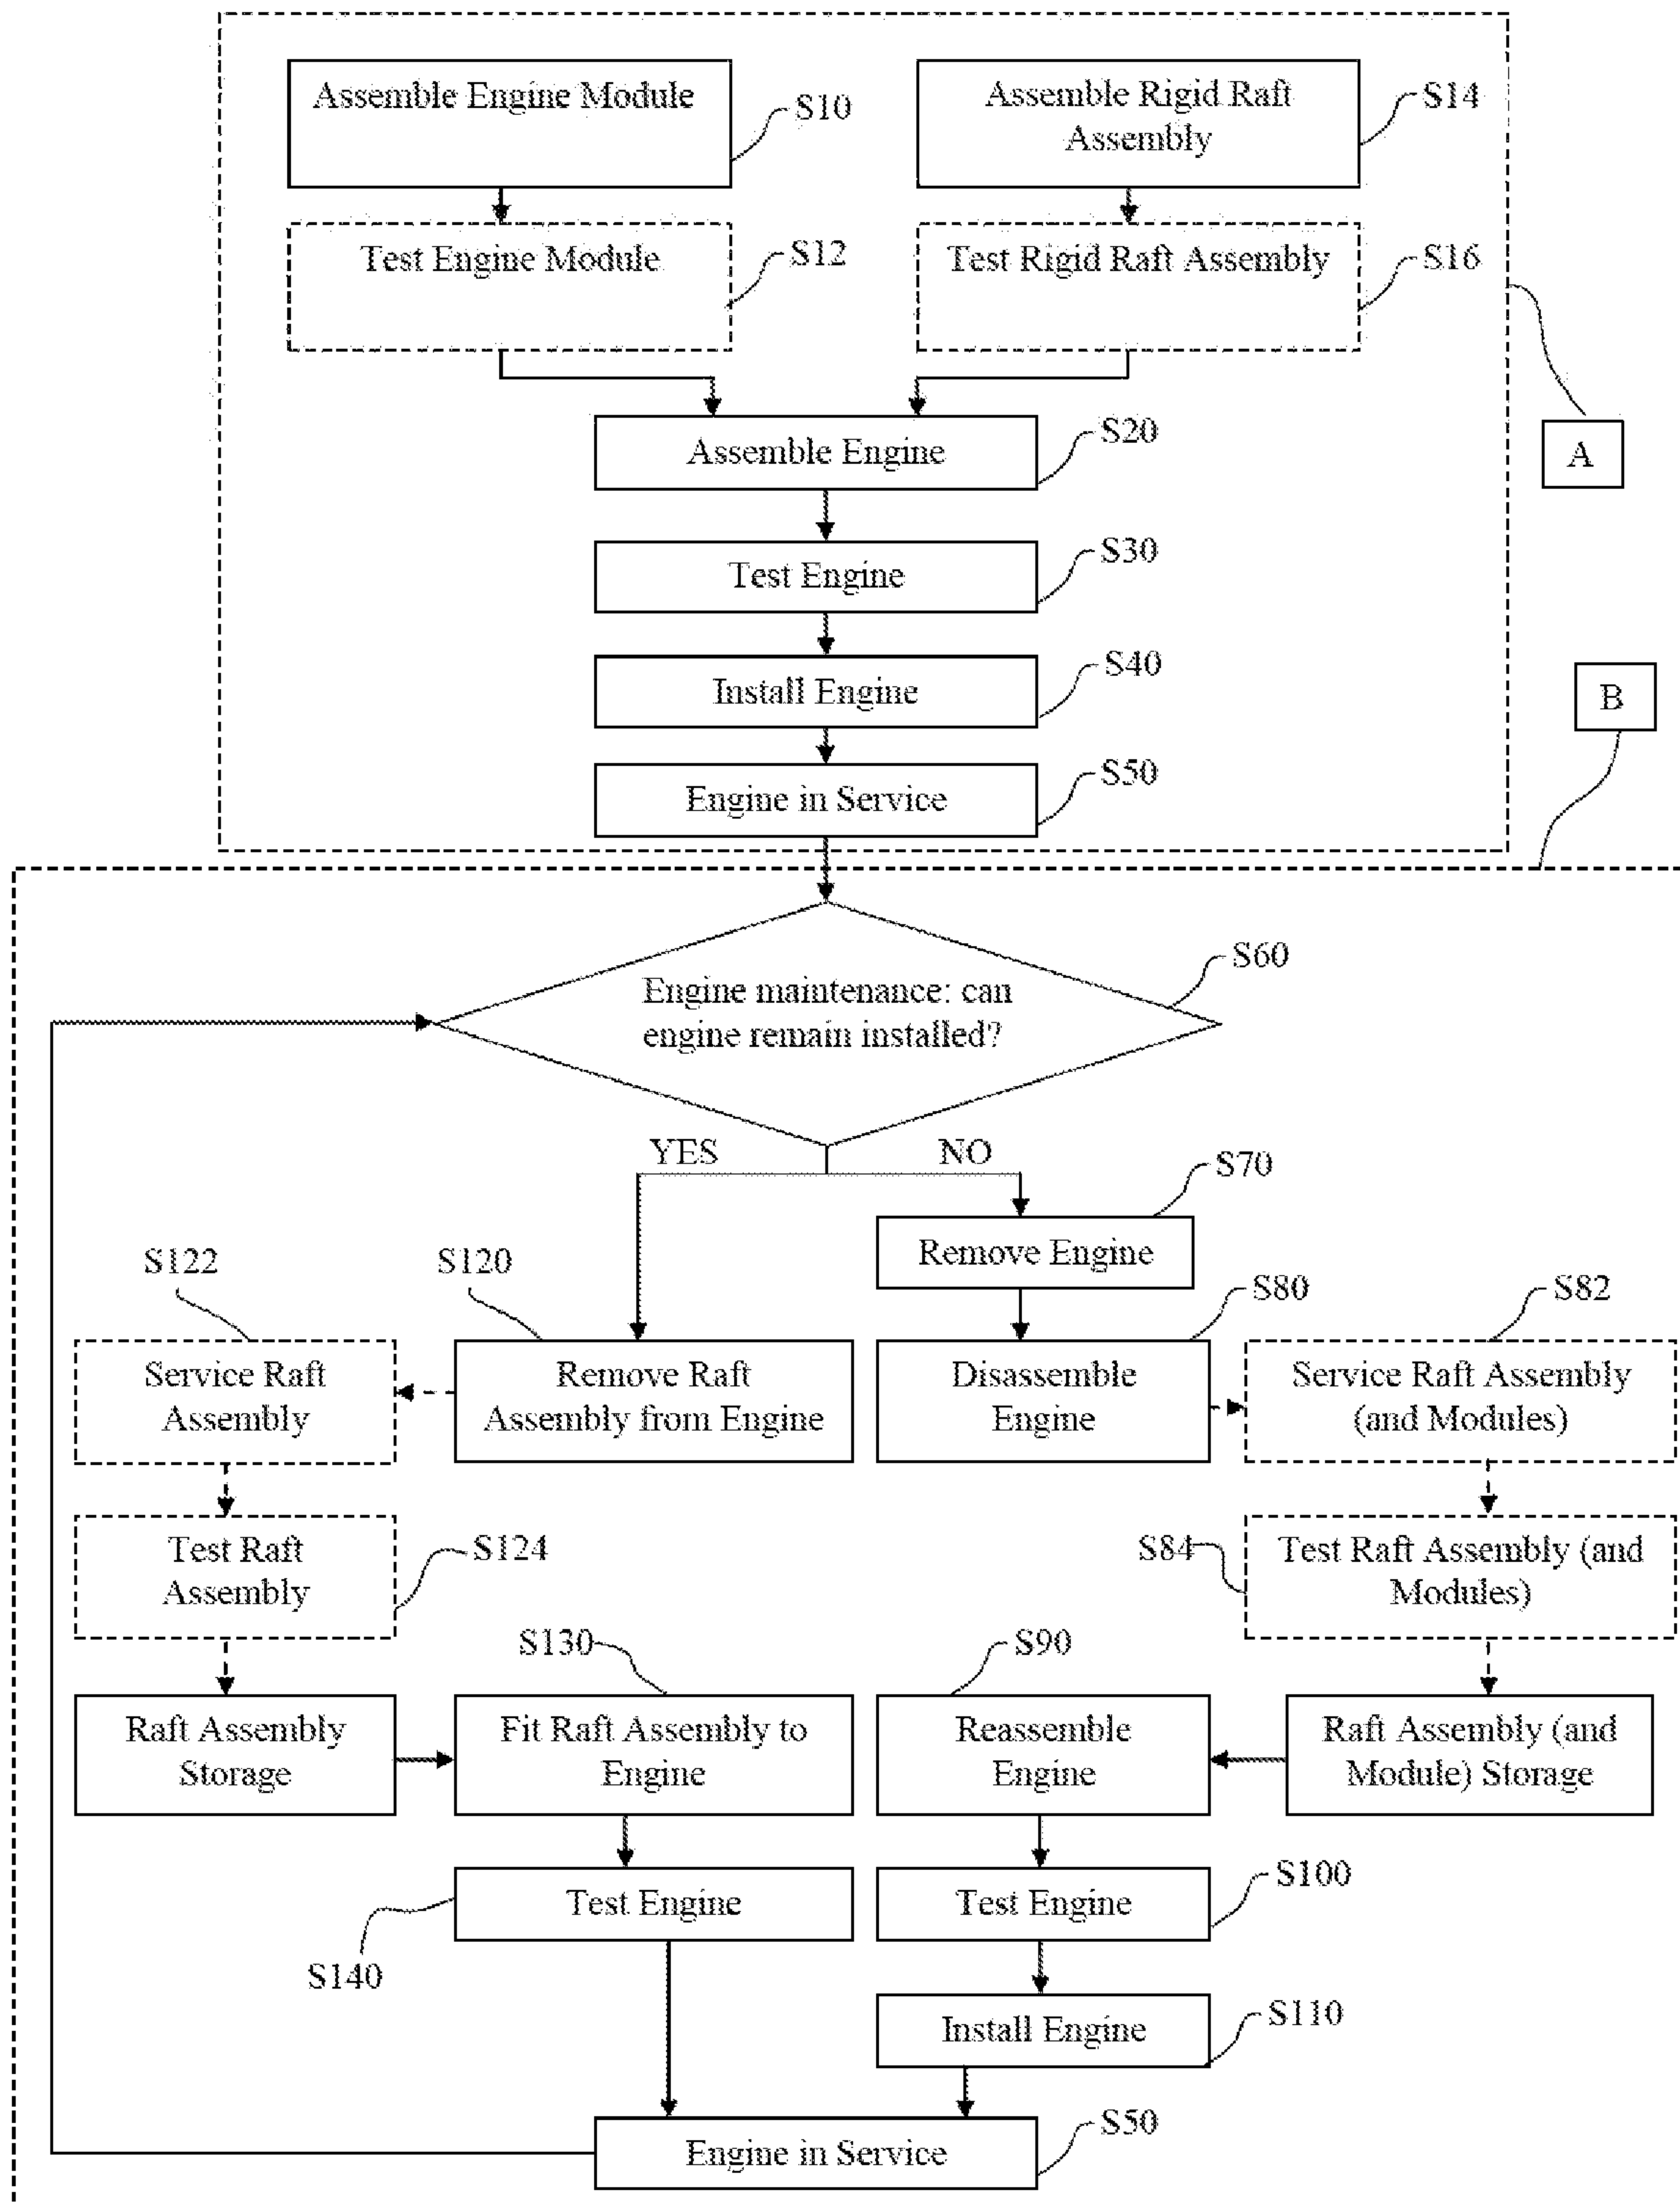 Assemble Engine Module
S10
Assemble Rigid Raft
Assembly
S14
Test Engine Module
S12
Test Rigid Raft Assembly
S16
Assemble Engine
S20
A
Test Engine
S30
Install Engine
S40
B
Engine in Service
S50
Engine maintenance: can
engine remain installed?
S60
YES
NO
S70
Remove Engine
S122
S120
S80
S82
Service Raft
Assembly
Remove Raft
Assembly from Engine
Disassemble
Engine
Service Raft Assembly
(and Modules)
Test Raft
Assembly
S124
S84
Test Raft Assembly (and
Modules)
S130
S90
Raft Assembly
Storage
Fit Raft Assembly to
Engine
Reassemble
Engine
Raft Assembly (and
Module) Storage
Test Engine
S140
Test Engine
S100
Install Engine
S110
Engine in Service
S50